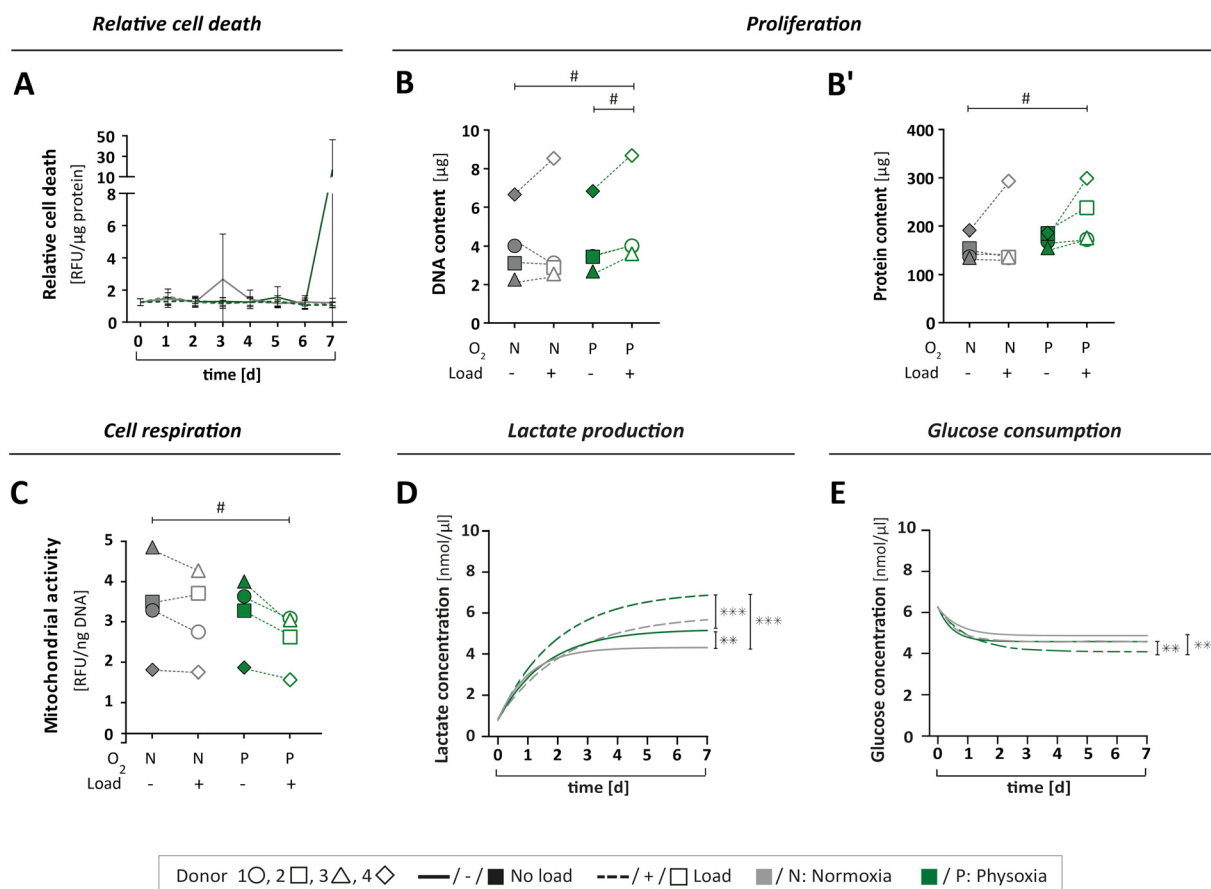 Relative cell death
Proliferation
A
Relative cell death
[RFU/µg protein]
50
30
10
8
6
4
2
0
0 1 2 3 4 5 6 7
time [d]
B
#
#
DNA content [µg]
10
8
6
4
2
0
O2 N N P P
Load - + - +
B'
#
Protein content [µg]
400
300
200
100
0
O2 N N P P
Load - + - +
Cell respiration
Lactate production
Glucose consumption
C
#
Mitochondrial activity
[RFU/ng DNA]
5
4
3
2
1
0
O2 N N P P
Load - + - +
D
Lactate concentration [nmol/µl]
10
8
6
4
2
0
0 1 2 3 4 5 6 7
time [d]
***
**
***
E
Glucose concentration [nmol/µl]
10
8
6
4
2
0
0 1 2 3 4 5 6 7
time [d]
**
**
Donor 1○, 2□, 3△, 4◇ / - / ■ No load / + / □ Load ■ / N: Normoxia ■ / P: Physoxia